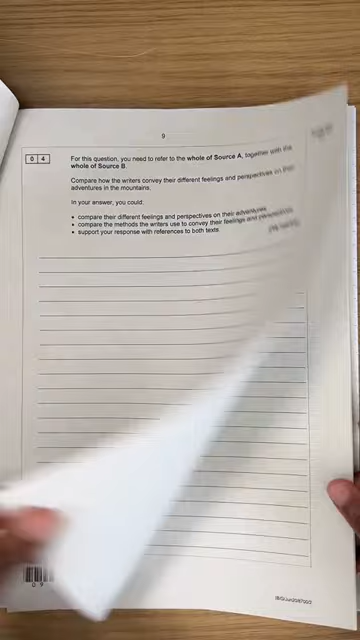 9
0 4
For this question, you need to refer to the whole of Source A, together with the
whole of Source B.
Compare how the writers convey their different feelings and perspectives on their
adventures in the mountains.
In your answer, you could:
• compare their different feelings and perspectives on their adventures
• compare the methods the writers use to convey their feelings and perspectives
• support your response with references to both texts.
0 9